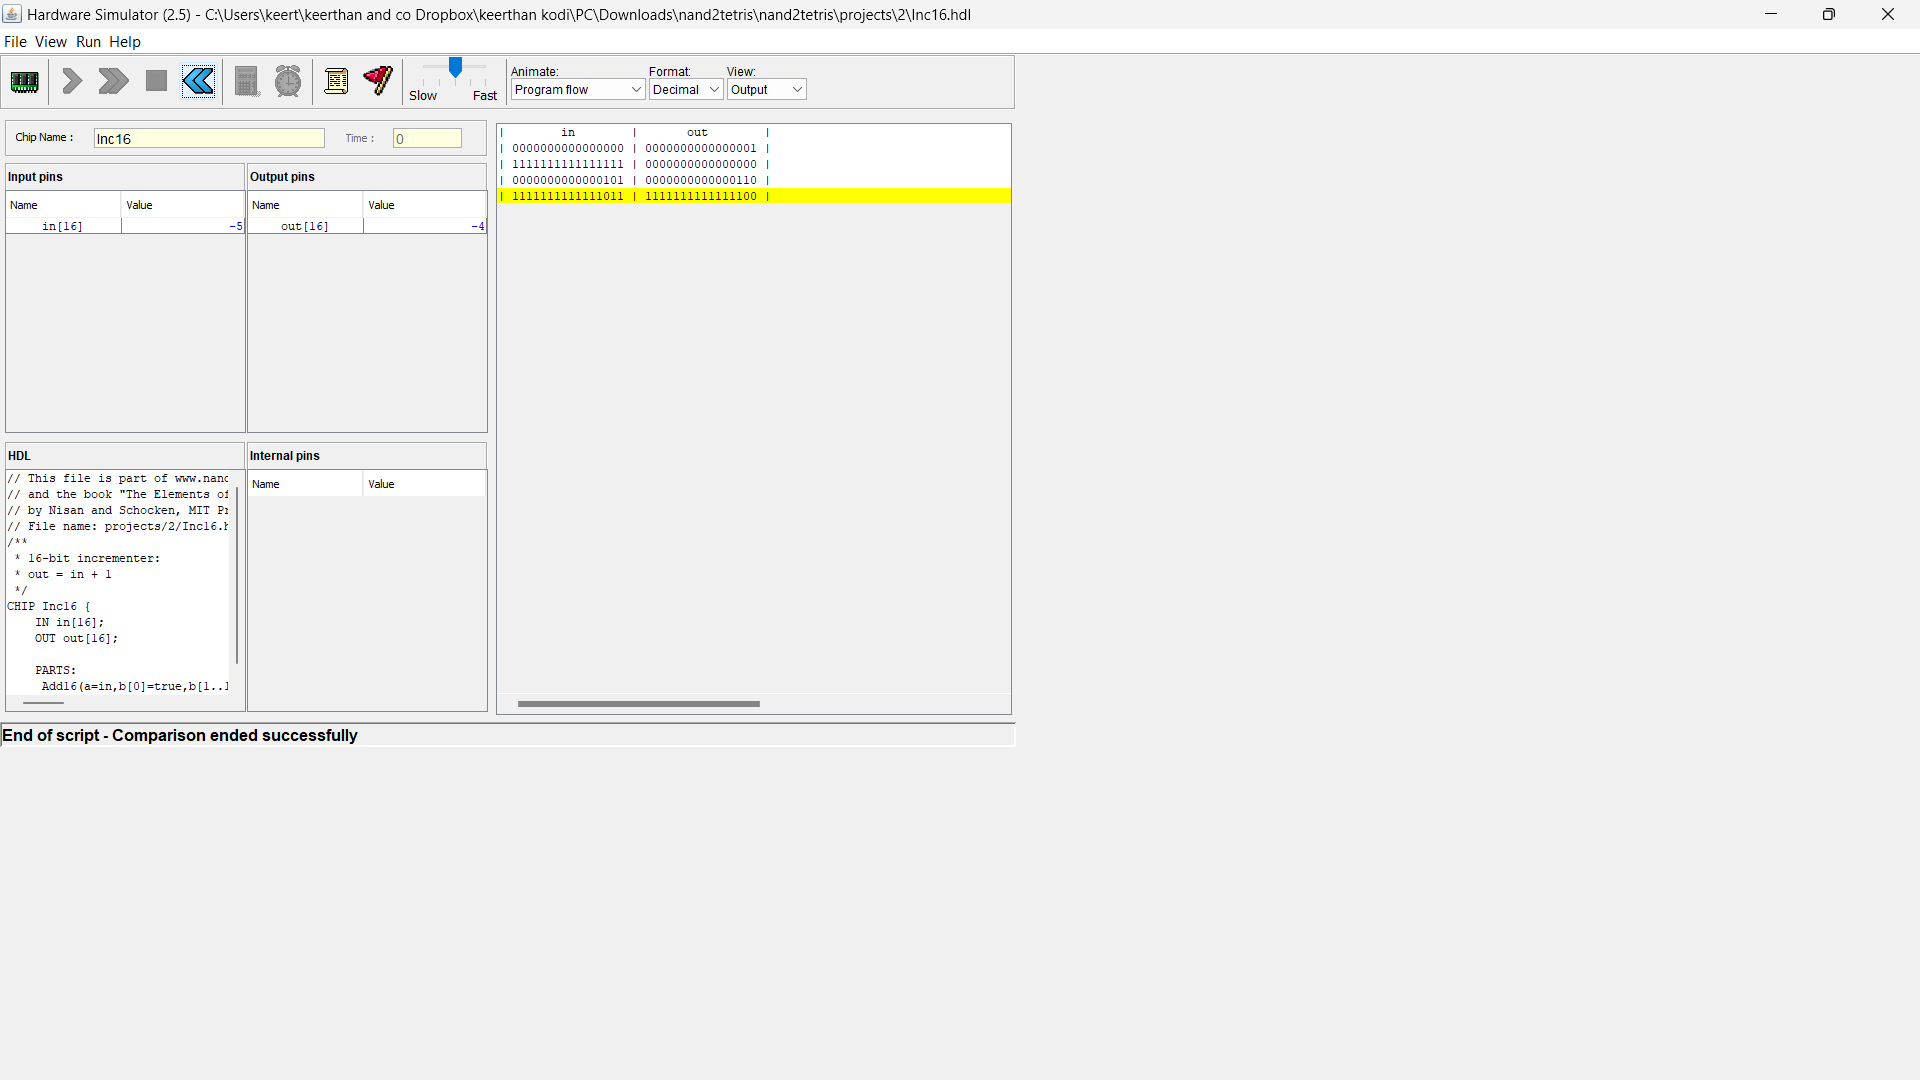 Hardware Simulator (2.5) - C:\Users\keert\keerthan and co Dropbox\keerthan kodi\PC\Downloads\nand2tetris\nand2tetris\projects\2\Inc16.hdl
File View Run Help
Slow Fast
Animate: Format: View:
Program flow Decimal Output
Chip Name : Inc16 Time : 0
Input pins
Name Value
in[16] -5
Output pins
Name Value
out[16] -4
| in | out |
| 0000000000000000 | 0000000000000001 |
| 1111111111111111 | 0000000000000000 |
| 0000000000000101 | 0000000000000110 |
| 1111111111111011 | 1111111111111100 |
HDL
// This file is part of www.nand
// and the book "The Elements of
// by Nisan and Schocken, MIT Pr
// File name: projects/2/Inc16.h
/**
* 16-bit incrementer:
* out = in + 1
*/
CHIP Inc16 {
IN in[16];
OUT out[16];
PARTS:
Add16(a=in,b[0]=true,b[1..1
Internal pins
Name Value
End of script - Comparison ended successfully